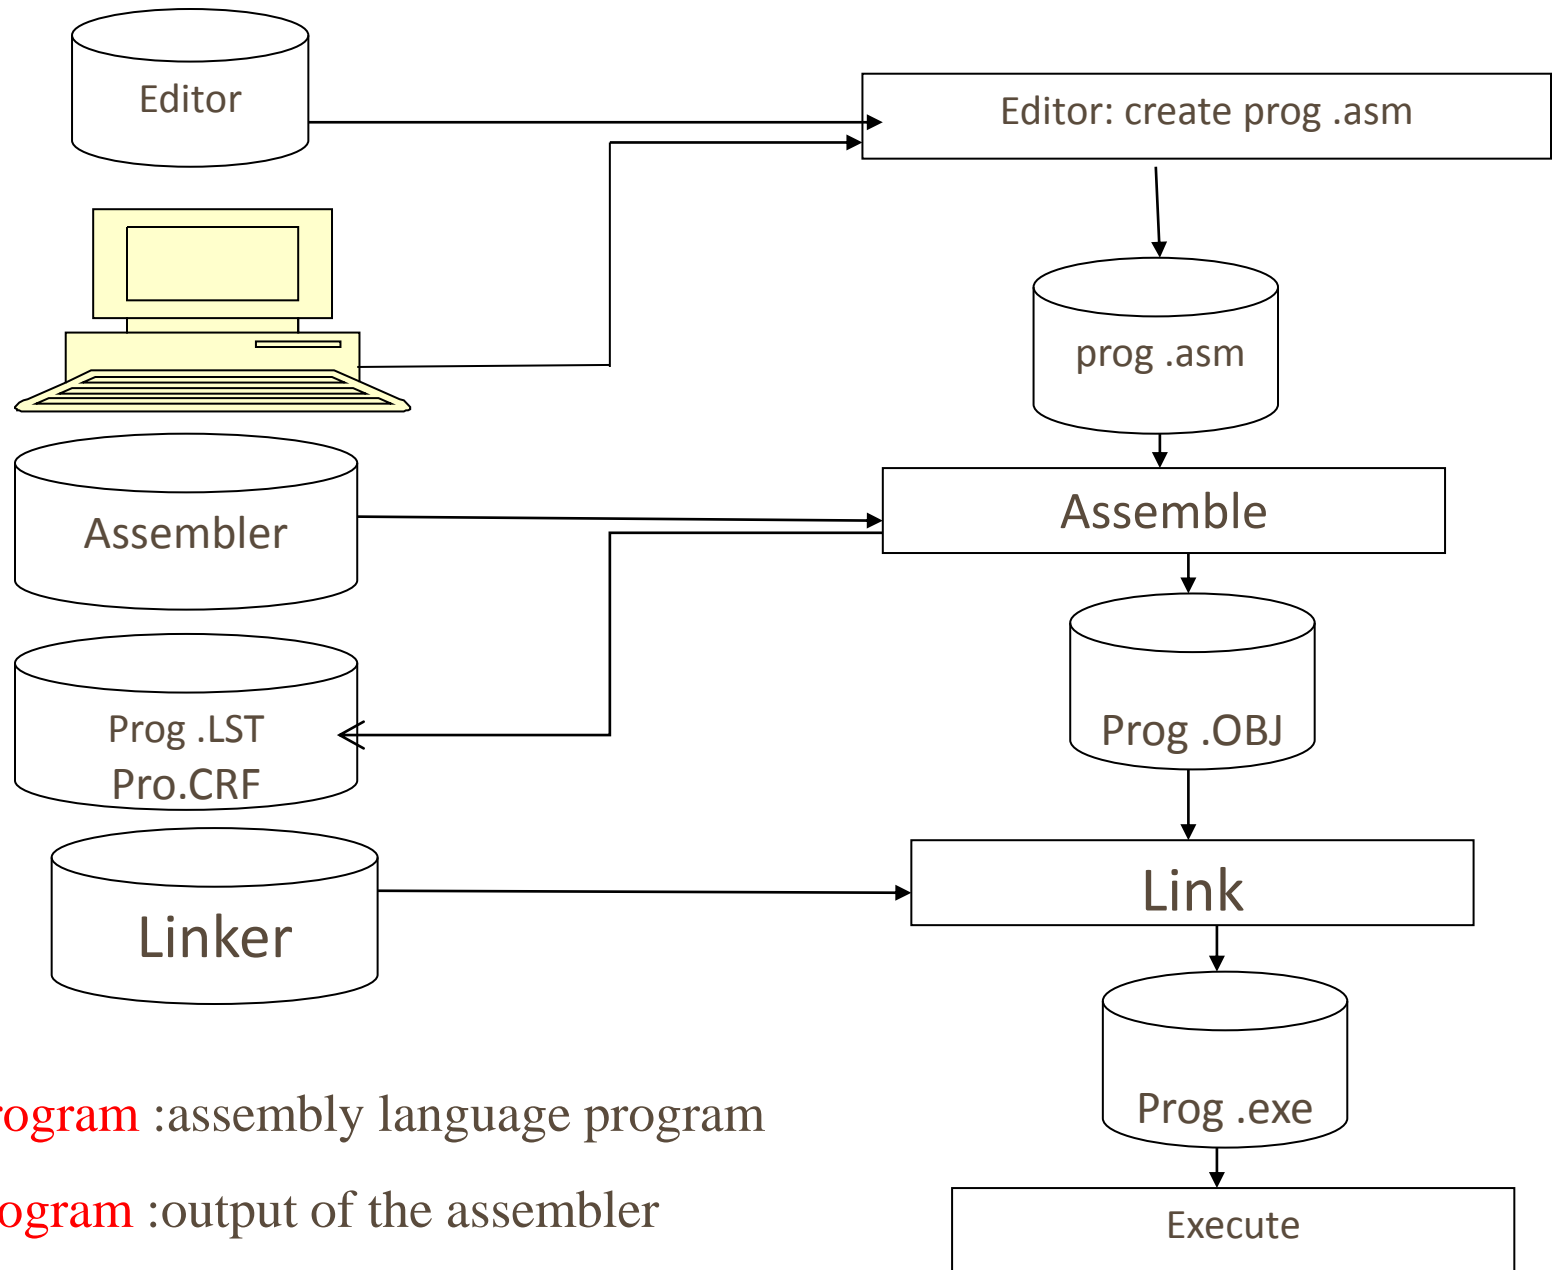 Editor
Editor: create prog .asm
prog .asm
Assembler
Assemble
Prog .LST
Pro.CRF
Prog .OBJ
Linker
Link
Prog .exe
rogram :assembly language program
ogram :output of the assembler
Execute